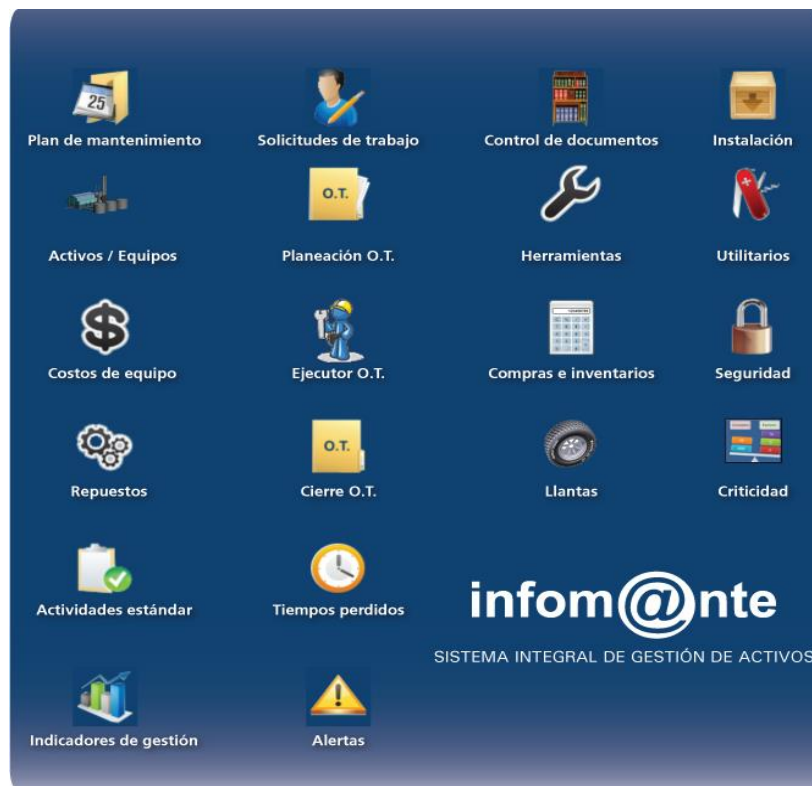 25
Plan de mantenimiento
Solicitudes de trabajo
Control de documentos
Instalación
O.T.
Activos / Equipos
Planeación O.T.
Herramientas
Utilitarios
Costos de equipo
Ejecutor O.T.
Compras e inventarios
Seguridad
O.T.
Repuestos
Cierre O.T.
Llantas
Criticidad
Actividades estándar
Tiempos perdidos
infom@nte
SISTEMA INTEGRAL DE GESTIÓN DE ACTIVOS
Indicadores de gestión
Alertas